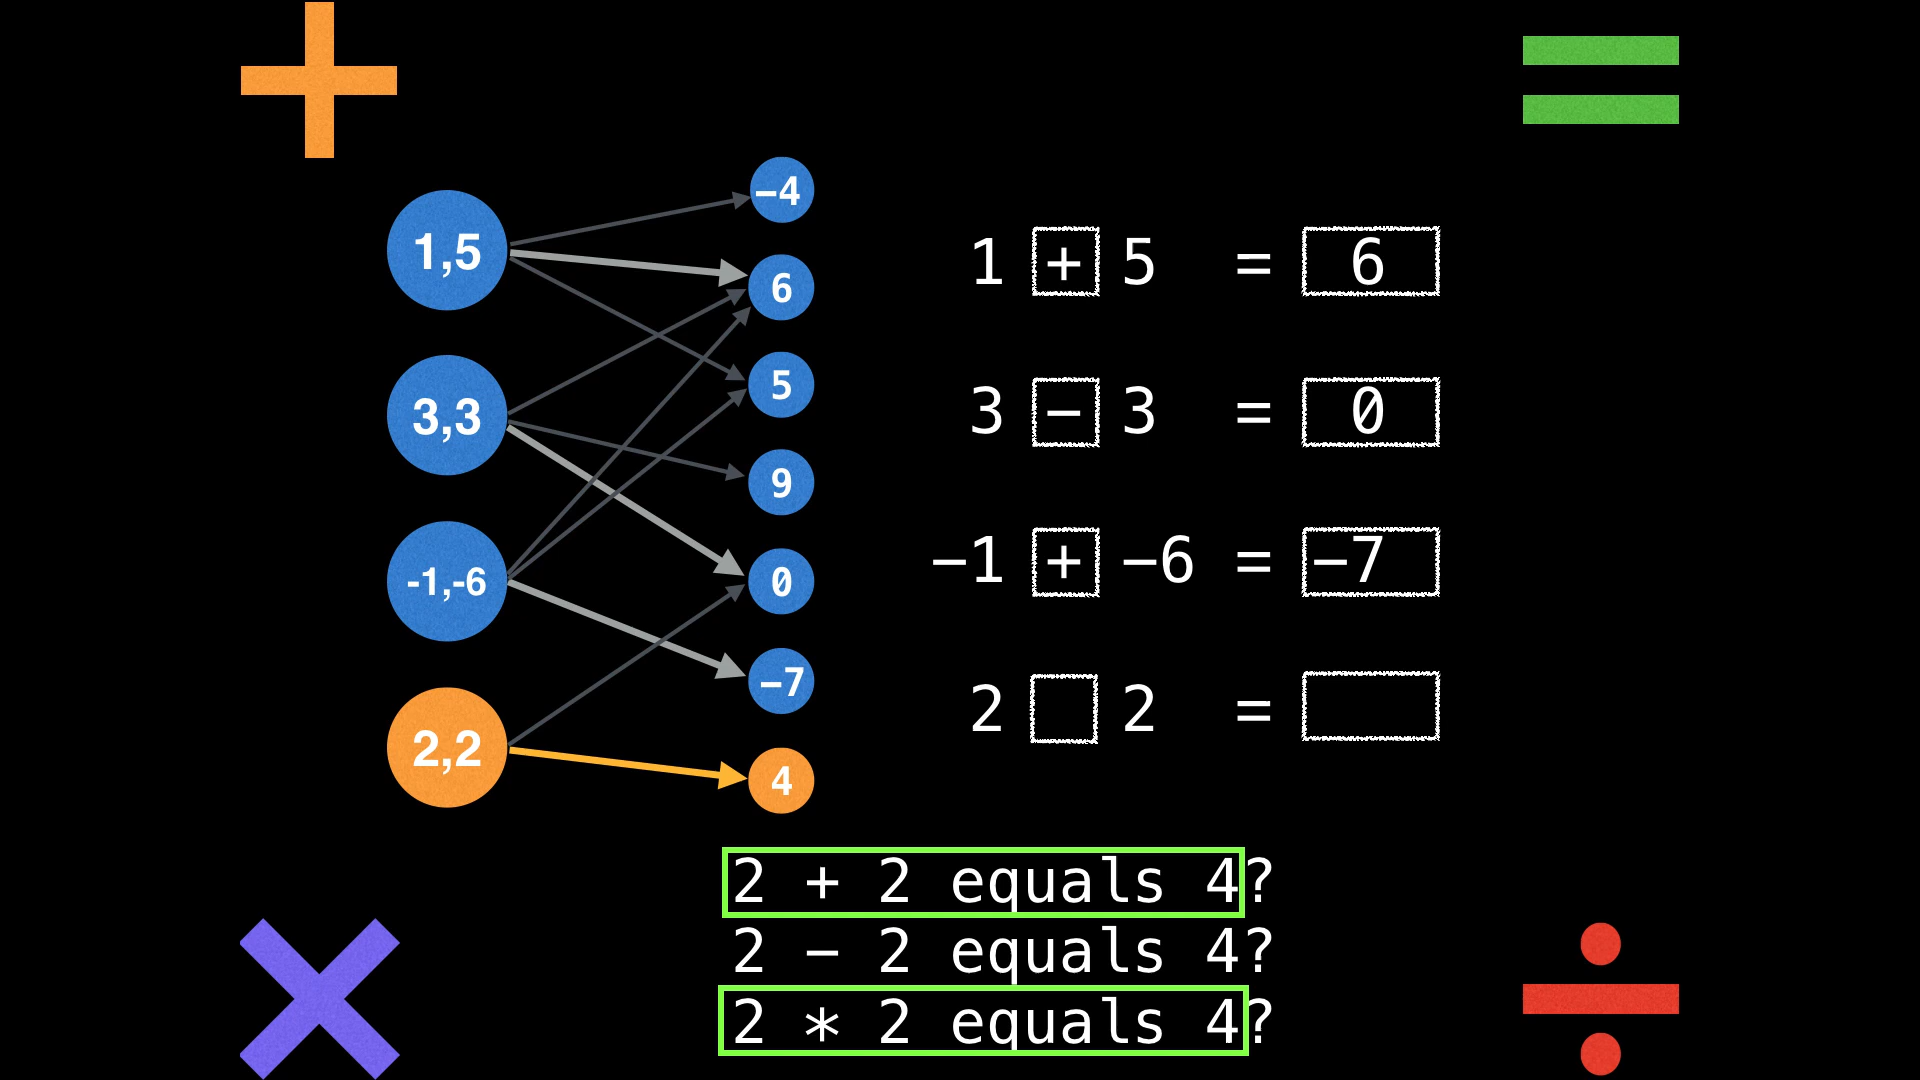 1,5
3,3
-1,-6
2,2
−4
6
5
9
0
−7
4
1 + 5 = 6
3 − 3 = 0
−1 + −6 = −7
2 2 =
2 + 2 equals 4?
2 − 2 equals 4?
2 * 2 equals 4?